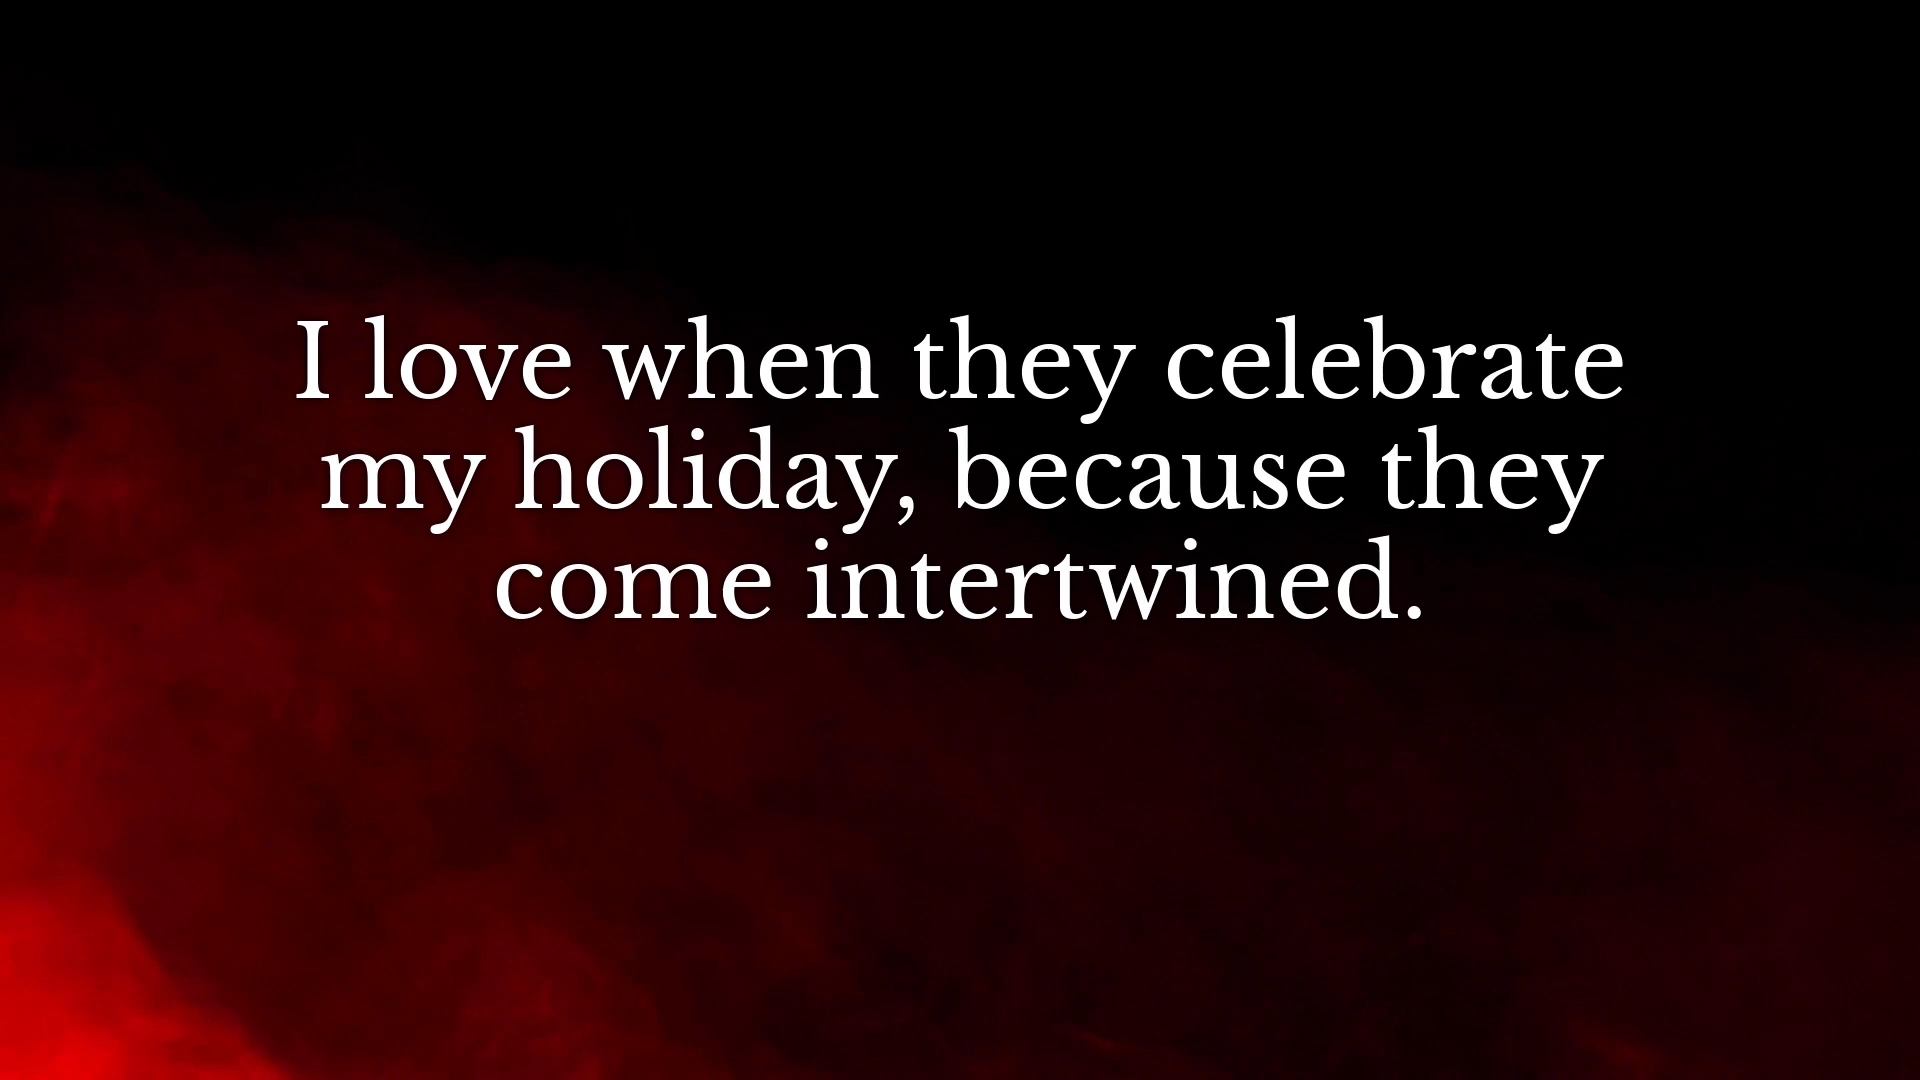 I love when they celebrate
my holiday, because they
come intertwined.